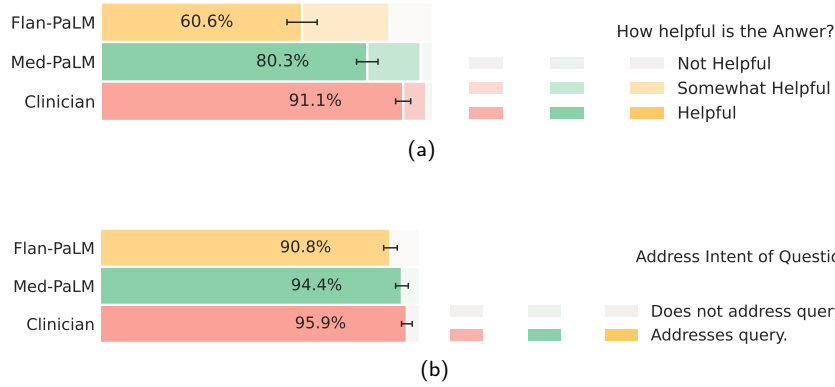 Flan-PaLM 60.6%
How helpful is the Anwer?
Med-PaLM 80.3%
Not Helpful
Somewhat Helpful
Clinician 91.1%
Helpful
(a)
Flan-PaLM 90.8%
Address Intent of Questio
Med-PaLM 94.4%
Does not address quer
Clinician 95.9%
Addresses query.
(b)